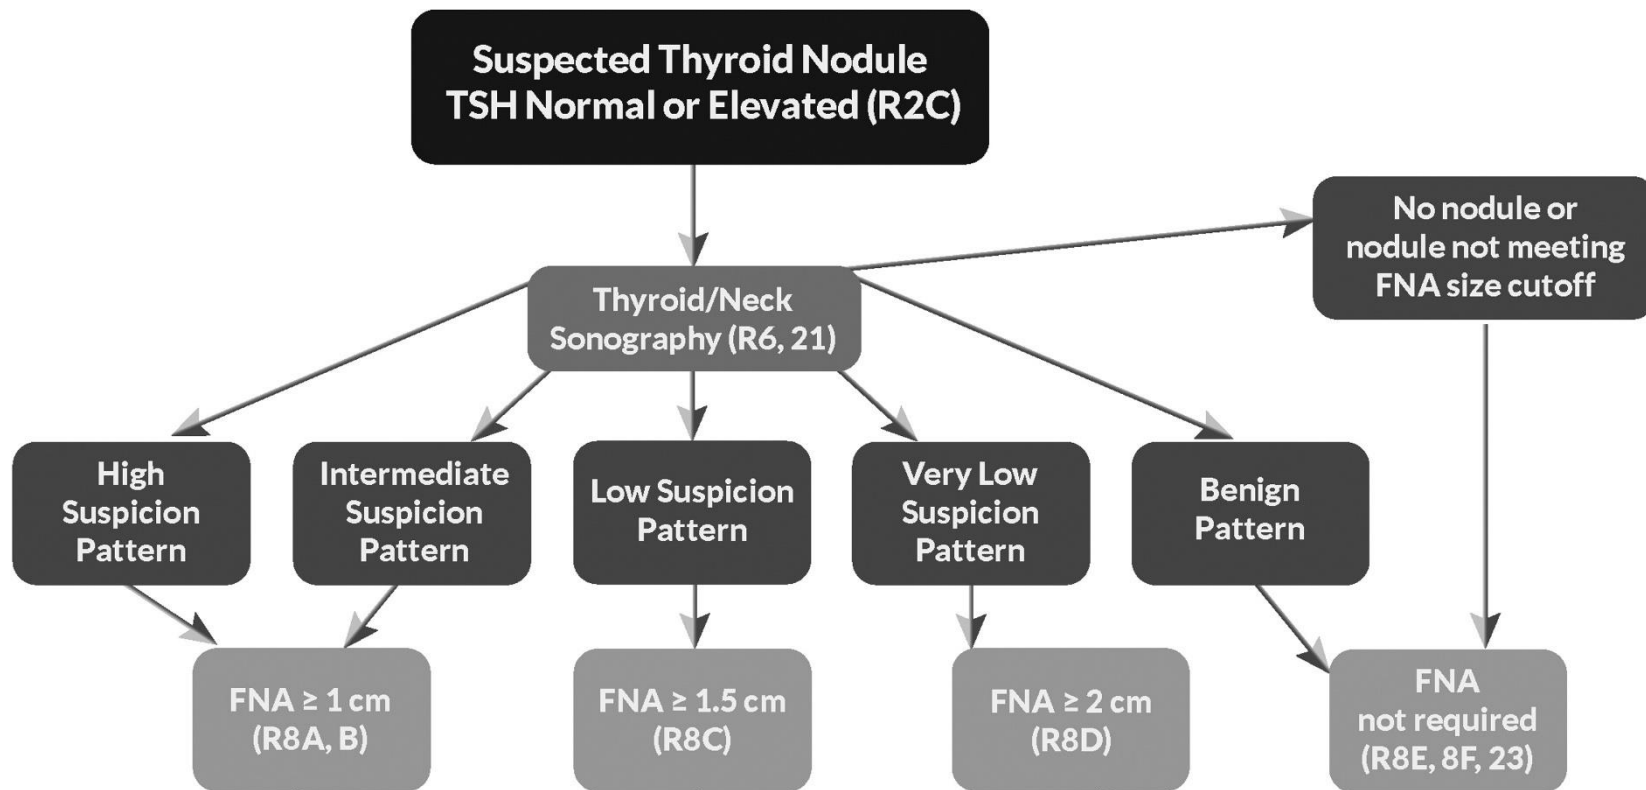 Suspected Thyroid Nodule
TSH Normal or Elevated (R2C)
No nodule or
nodule not meeting
FNA size cutoff
Thyroid/Neck
Sonography (R6, 21)
High
Suspicion
Pattern
Intermediate
Suspicion
Pattern
Low Suspicion
Pattern
Very Low
Suspicion
Pattern
Benign
Pattern
FNA ≥ 1 cm
(R8A, B)
FNA ≥ 1.5 cm
(R8C)
FNA ≥ 2 cm
(R8D)
FNA
not required
(R8E, 8F, 23)